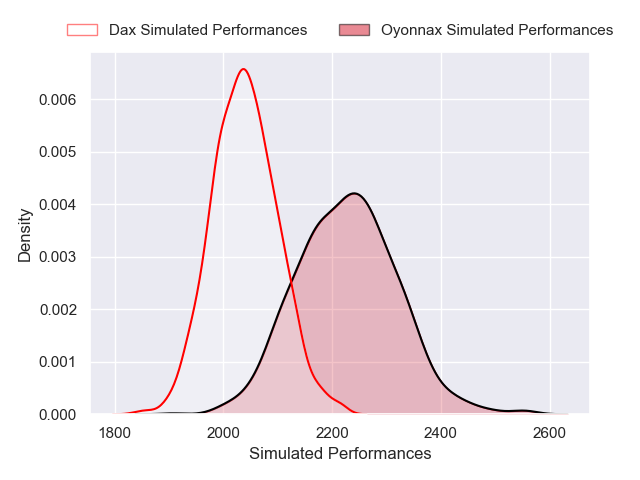 Dax Simulated Performances
Oyonnax Simulated Performances
0.006
0.005
0.004
0.003
0.002
0.001
0.000
Density
1800 2000 2200 2400 2600
Simulated Performances